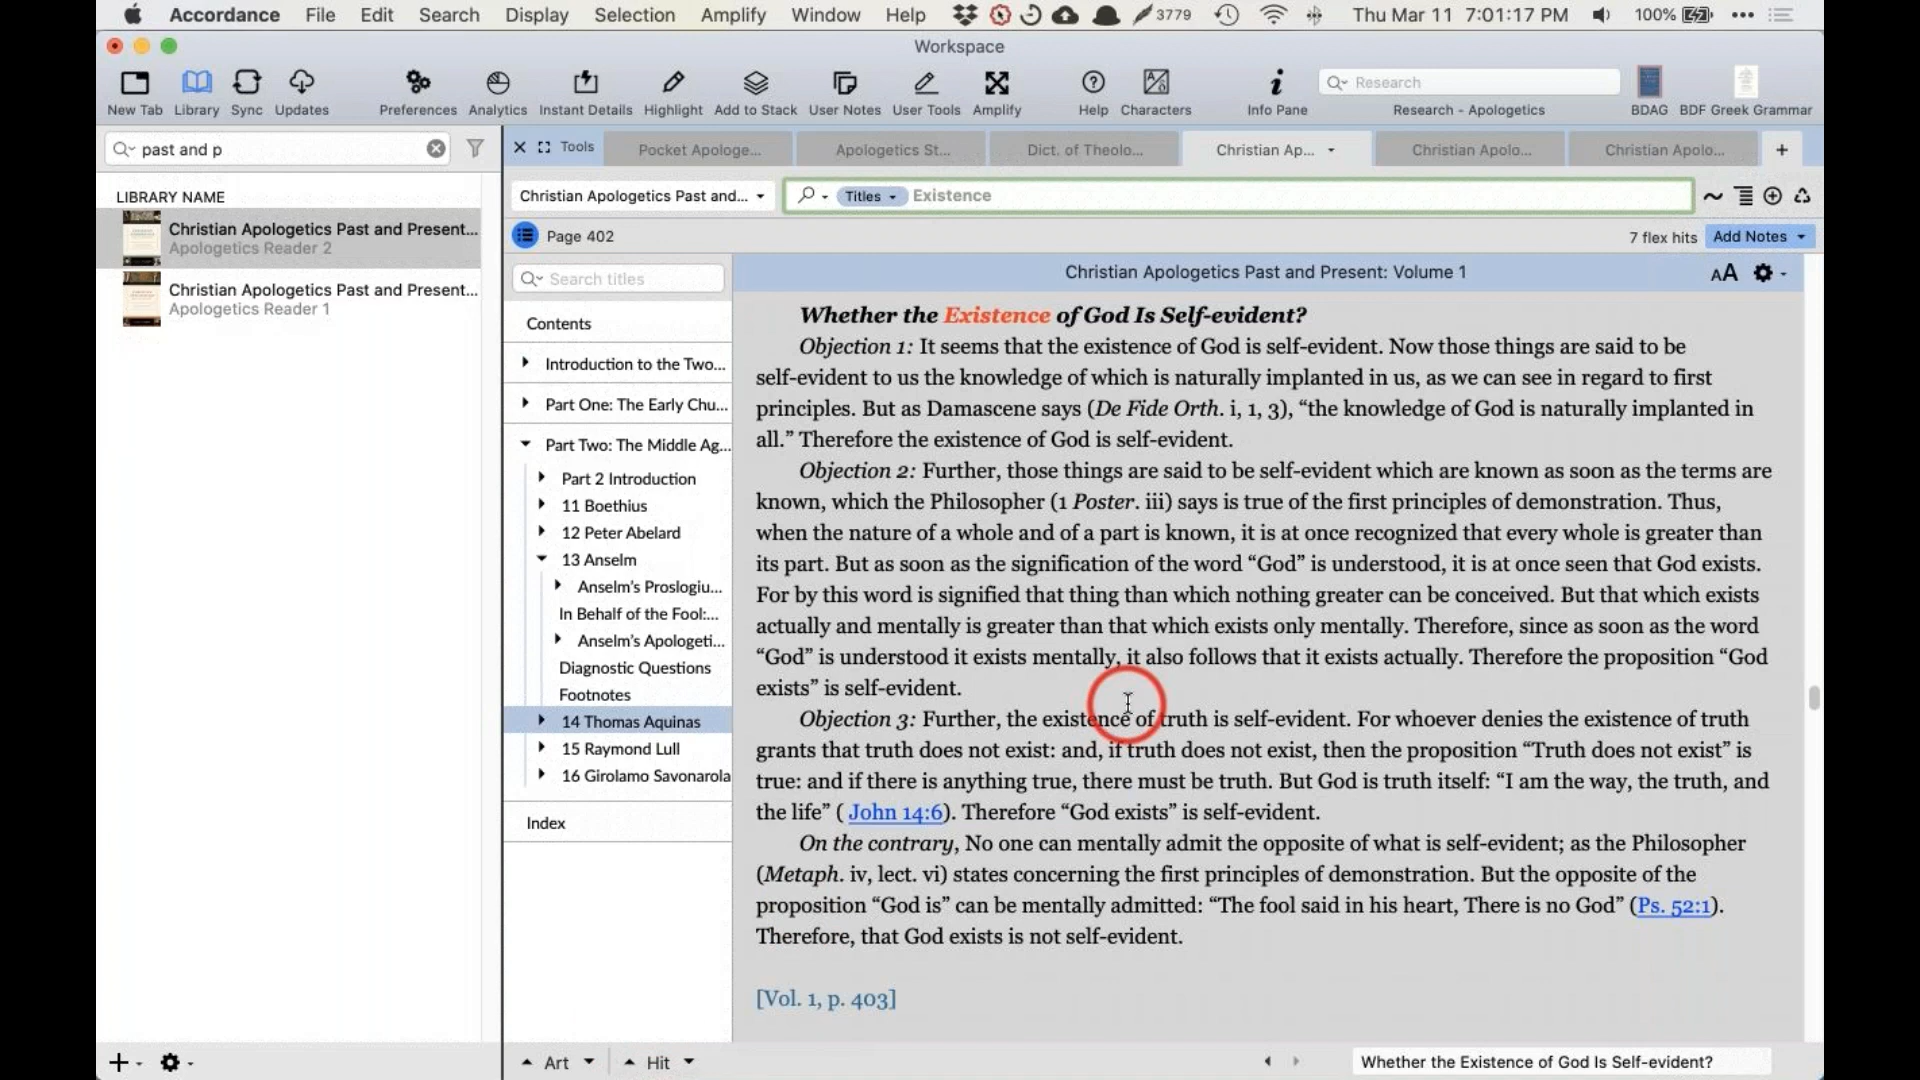 Accordance File Edit Search Display Selection Amplify Window Help 3779 Thu Mar 11 7:01:17 PM 100%
Workspace
New Tab Library Sync Updates Preferences Analytics Instant Details Highlight Add to Stack User Notes User Tools Amplify Help Characters Info Pane Research Research - Apologetics BDAG BDF Greek Grammar
past and p
Tools Pocket Apologe... Apologetics St... Dict. of Theolo... Christian Ap... Christian Apolo... Christian Apolo... +
LIBRARY NAME
Christian Apologetics Past and Present...
Apologetics Reader 2
Christian Apologetics Past and Present...
Apologetics Reader 1
Christian Apologetics Past and... Titles Existence
Page 402 7 flex hits Add Notes
Search titles
Contents
Introduction to the Two...
Part One: The Early Chu...
Part Two: The Middle Ag...
Part 2 Introduction
11 Boethius
12 Peter Abelard
13 Anselm
Anselm's Proslogiu...
In Behalf of the Fool:...
Anselm's Apologeti...
Diagnostic Questions
Footnotes
14 Thomas Aquinas
15 Raymond Lull
16 Girolamo Savonarola
Index
Christian Apologetics Past and Present: Volume 1 AA
Whether the Existence of God Is Self-evident?
Objection 1: It seems that the existence of God is self-evident. Now those things are said to be
self-evident to us the knowledge of which is naturally implanted in us, as we can see in regard to first
principles. But as Damascene says (De Fide Orth. i, 1, 3), “the knowledge of God is naturally implanted in
all.” Therefore the existence of God is self-evident.
Objection 2: Further, those things are said to be self-evident which are known as soon as the terms are
known, which the Philosopher (1 Poster. iii) says is true of the first principles of demonstration. Thus,
when the nature of a whole and of a part is known, it is at once recognized that every whole is greater than
its part. But as soon as the signification of the word “God” is understood, it is at once seen that God exists.
For by this word is signified that thing than which nothing greater can be conceived. But that which exists
actually and mentally is greater than that which exists only mentally. Therefore, since as soon as the word
“God” is understood it exists mentally, it also follows that it exists actually. Therefore the proposition “God
exists” is self-evident.
Objection 3: Further, the existence of truth is self-evident. For whoever denies the existence of truth
grants that truth does not exist: and, if truth does not exist, then the proposition “Truth does not exist” is
true: and if there is anything true, there must be truth. But God is truth itself: “I am the way, the truth, and
the life” ( John 14:6). Therefore “God exists” is self-evident.
On the contrary, No one can mentally admit the opposite of what is self-evident; as the Philosopher
(Metaph. iv, lect. vi) states concerning the first principles of demonstration. But the opposite of the
proposition “God is” can be mentally admitted: “The fool said in his heart, There is no God” (Ps. 52:1).
Therefore, that God exists is not self-evident.
[Vol. 1, p. 403]
Art Hit Whether the Existence of God Is Self-evident?